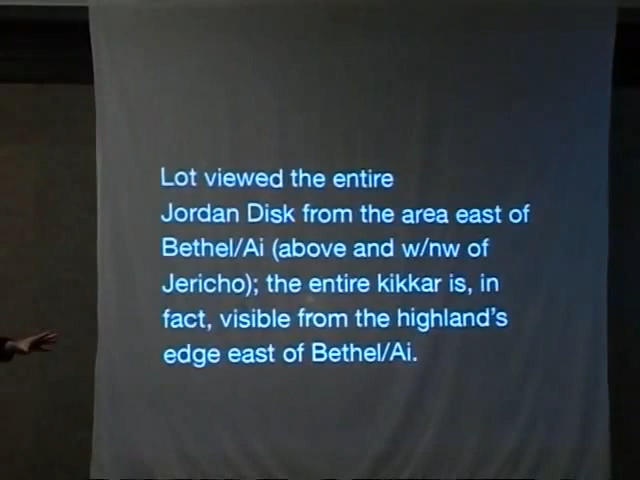 Lot viewed the entire
Jordan Disk from the area east of
Bethel/Ai (above and w/nw of
Jericho); the entire kikkar is, in
fact, visible from the highland's
edge east of Bethel/Ai.